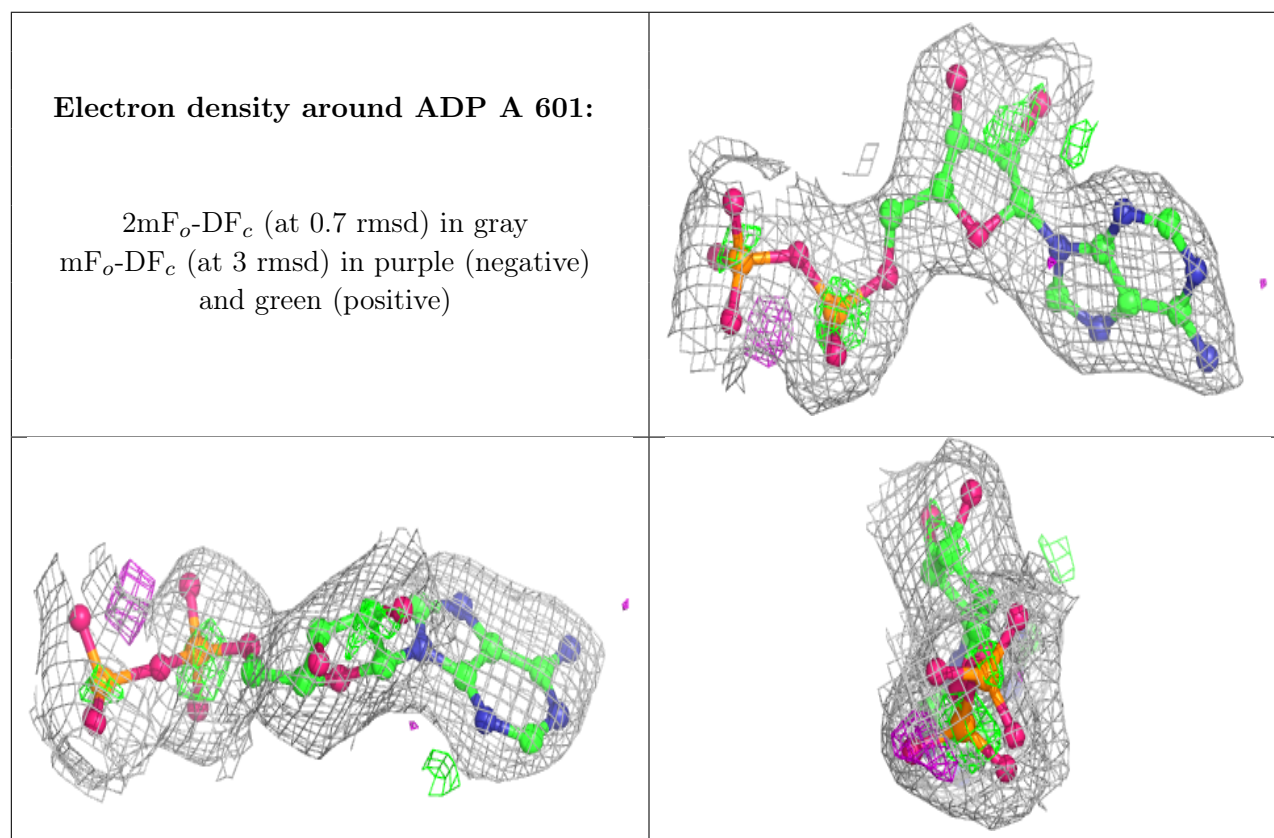 Electron density around ADP A 601:
2mFₒ-DF𝒸 (at 0.7 rmsd) in gray
mFₒ-DF𝒸 (at 3 rmsd) in purple (negative)
and green (positive)